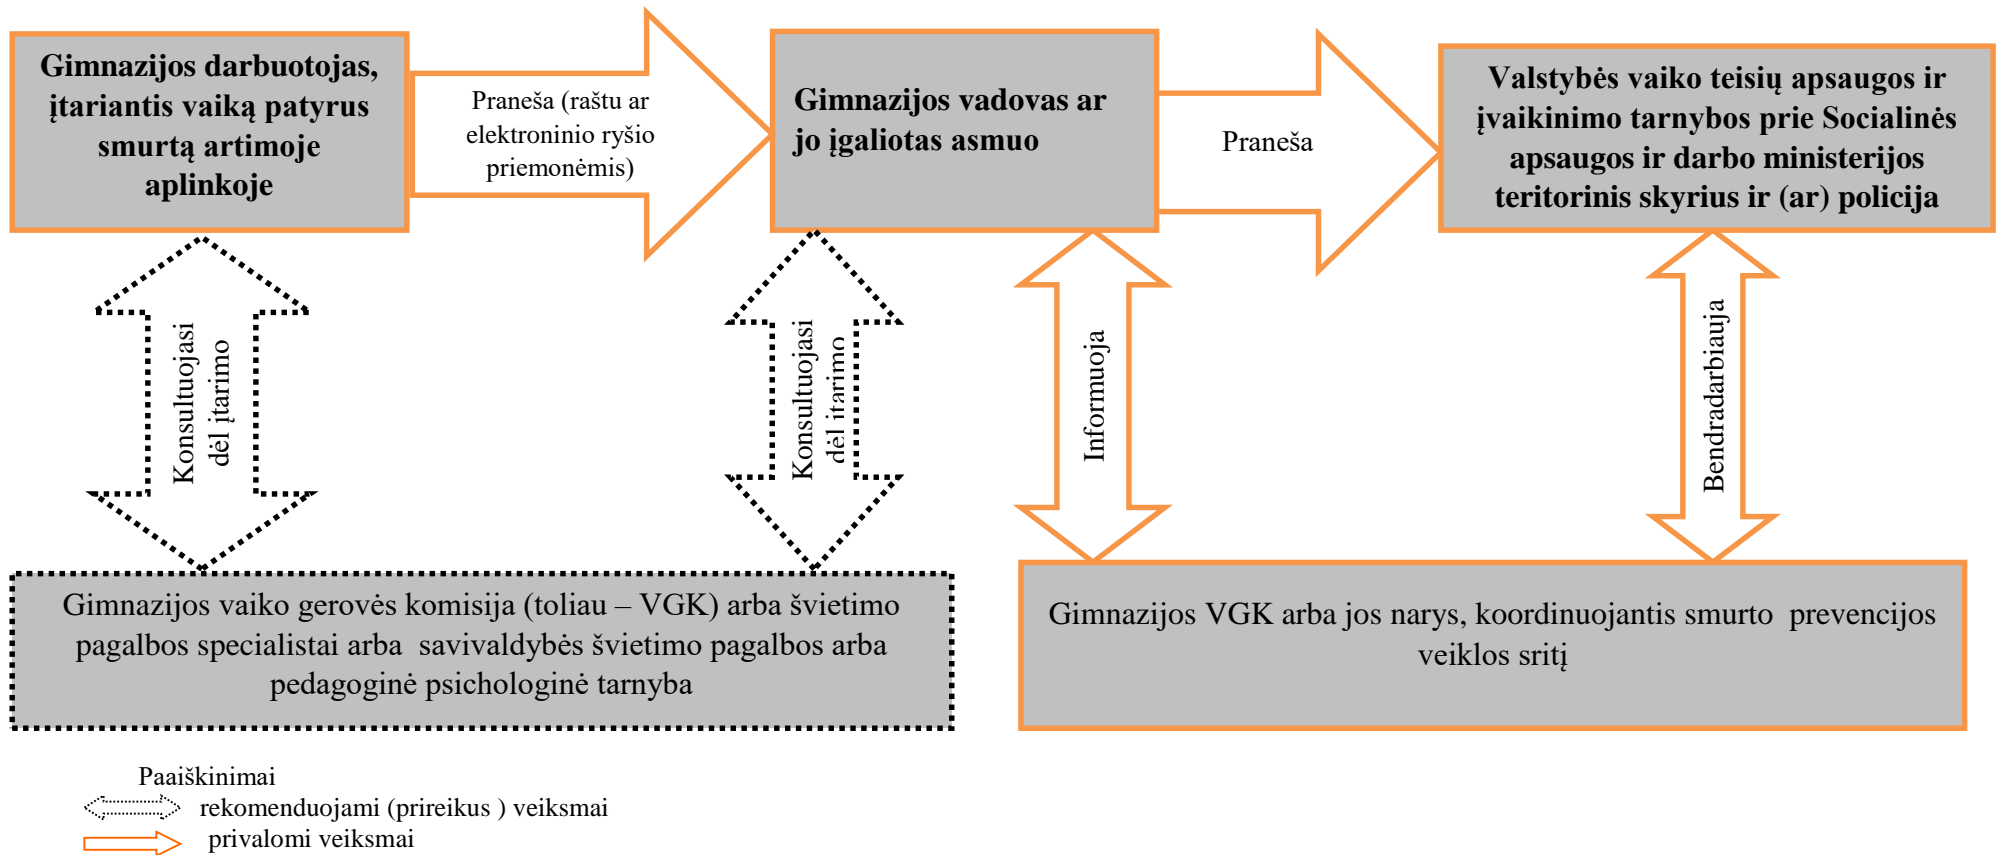 Gimnazijos darbuotojas,
įtariantis vaiką patyrus
smurtą artimoje
aplinkoje
Praneša (raštu ar
elektroninio ryšio
priemonėmis)
Gimnazijos vadovas ar
jo įgaliotas asmuo
Praneša
Valstybės vaiko teisių apsaugos ir
įvaikinimo tarnybos prie Socialinės
apsaugos ir darbo ministerijos
teritorinis skyrius ir (ar) policija
Konsultuojasi
dėl įtarimo
Konsultuojasi
dėl įtarimo
Informuoja
Bendradarbiauja
Gimnazijos vaiko gerovės komisija (toliau – VGK) arba švietimo
pagalbos specialistai arba  savivaldybės švietimo pagalbos arba
pedagoginė psichologinė tarnyba
Gimnazijos VGK arba jos narys, koordinuojantis smurto  prevencijos
veiklos sritį
Paaiškinimai
rekomenduojami (prireikus ) veiksmai
privalomi veiksmai